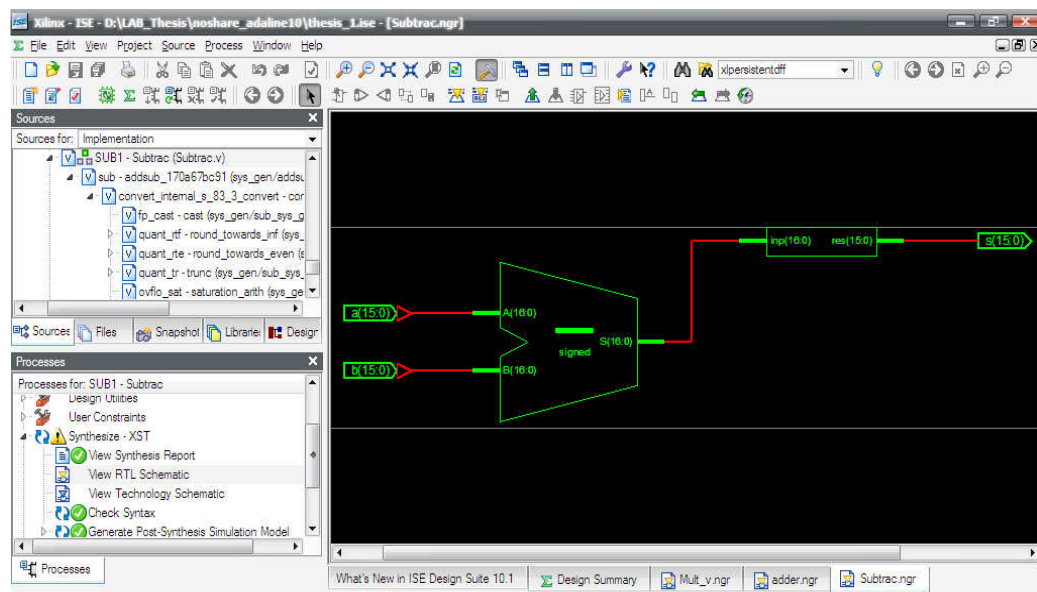 Xilinx - ISE - D:\LAB_Thesis\noshare_adaline10\thesis_1.ise - [Subtrac.ngr]
File Edit View Project Source Process Window Help
xlpersistentdff
Sources
Sources for: Implementation
SUB1 - Subtrac (Subtrac.v)
sub - addsub_170a67bc91 (sys_gen/addsu
convert_internal_s_83_3_convert - cor
fp_cast - cast (sys_gen/sub_sys_g
quant_rtf - round_towards_inf (sys_
quant_rte - round_towards_even (s
quant_tr - trunc (sys_gen/sub_sys_
ovflo_sat - saturation_arith (sys_ge
Sources Files Snapshot Librarie Design
Processes
Processes for: SUB1 - Subtrac
Design Utilities
User Constraints
Synthesize - XST
View Synthesis Report
View RTL Schematic
View Technology Schematic
Check Syntax
Generate Post-Synthesis Simulation Model
Processes
inp(16:0) res(15:0) s(15:0)
a(15:0) A(16:0)
signed S(16:0)
b(15:0) B(16:0)
What's New in ISE Design Suite 10.1 Design Summary Mult_v.ngr adder.ngr Subtrac.ngr